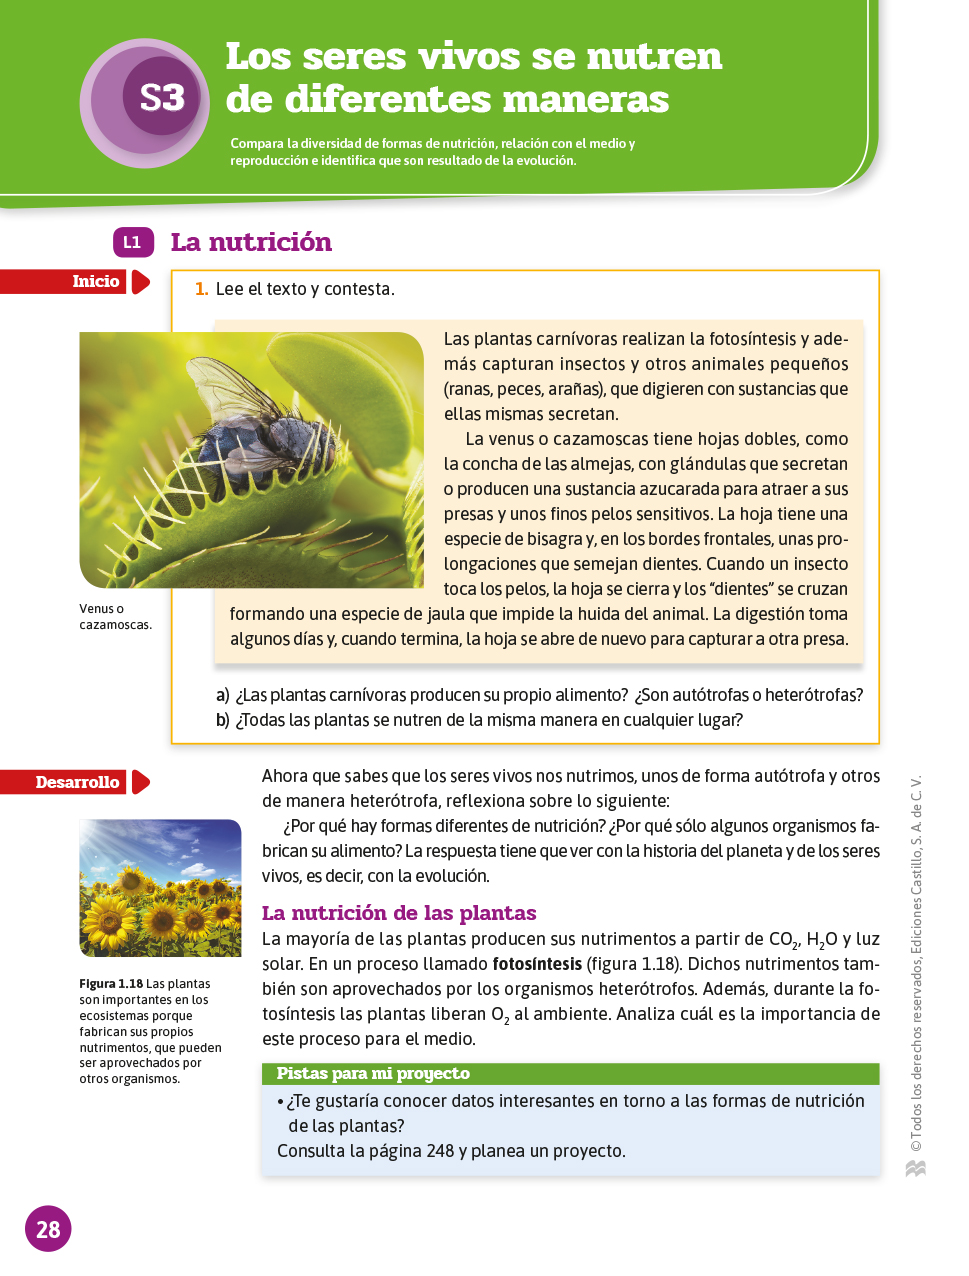 S3
Los seres vivos se nutren
de diferentes maneras
Compara la diversidad de formas de nutrición, relación con el medio y
reproducción e identifica que son resultado de la evolución.
L1
La nutrición
Inicio
1. Lee el texto y contesta.
Las plantas carnívoras realizan la fotosíntesis y ade-
más capturan insectos y otros animales pequeños
(ranas, peces, arañas), que digieren con sustancias que
ellas mismas secretan.
La venus o cazamoscas tiene hojas dobles, como
la concha de las almejas, con glándulas que secretan
o producen una sustancia azucarada para atraer a sus
presas y unos finos pelos sensitivos. La hoja tiene una
especie de bisagra y, en los bordes frontales, unas pro-
longaciones que semejan dientes. Cuando un insecto
toca los pelos, la hoja se cierra y los “dientes” se cruzan
formando una especie de jaula que impide la huida del animal. La digestión toma
algunos días y, cuando termina, la hoja se abre de nuevo para capturar a otra presa.
Venus o
cazamoscas.
a) ¿Las plantas carnívoras producen su propio alimento? ¿Son autótrofas o heterótrofas?
b) ¿Todas las plantas se nutren de la misma manera en cualquier lugar?
Desarrollo
Ahora que sabes que los seres vivos nos nutrimos, unos de forma autótrofa y otros
de manera heterótrofa, reflexiona sobre lo siguiente:
¿Por qué hay formas diferentes de nutrición? ¿Por qué sólo algunos organismos fa-
brican su alimento? La respuesta tiene que ver con la historia del planeta y de los seres
vivos, es decir, con la evolución.
La nutrición de las plantas
La mayoría de las plantas producen sus nutrimentos a partir de CO₂, H₂O y luz
solar. En un proceso llamado fotosíntesis (figura 1.18). Dichos nutrimentos tam-
bién son aprovechados por los organismos heterótrofos. Además, durante la fo-
tosíntesis las plantas liberan O₂ al ambiente. Analiza cuál es la importancia de
este proceso para el medio.
Figura 1.18 Las plantas
son importantes en los
ecosistemas porque
fabrican sus propios
nutrimentos, que pueden
ser aprovechados por
otros organismos.
Pistas para mi proyecto
• ¿Te gustaría conocer datos interesantes en torno a las formas de nutrición
de las plantas?
Consulta la página 248 y planea un proyecto.
© Todos los derechos reservados, Ediciones Castillo, S. A. de C. V.
28